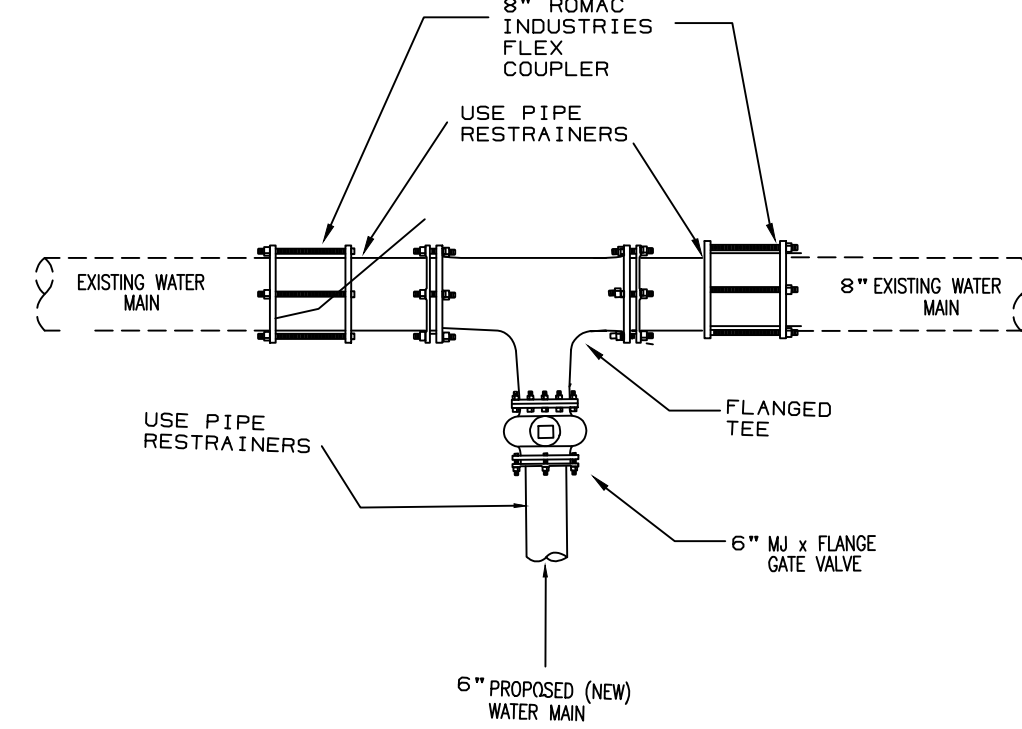 8" ROMAC
INDUSTRIES
FLEX
COUPLER
USE PIPE
RESTRAINERS
EXISTING WATER
MAIN
8" EXISTING WATER
MAIN
USE PIPE
RESTRAINERS
FLANGED
TEE
6" MJ x FLANGE
GATE VALVE
6" PROPOSED (NEW)
WATER MAIN